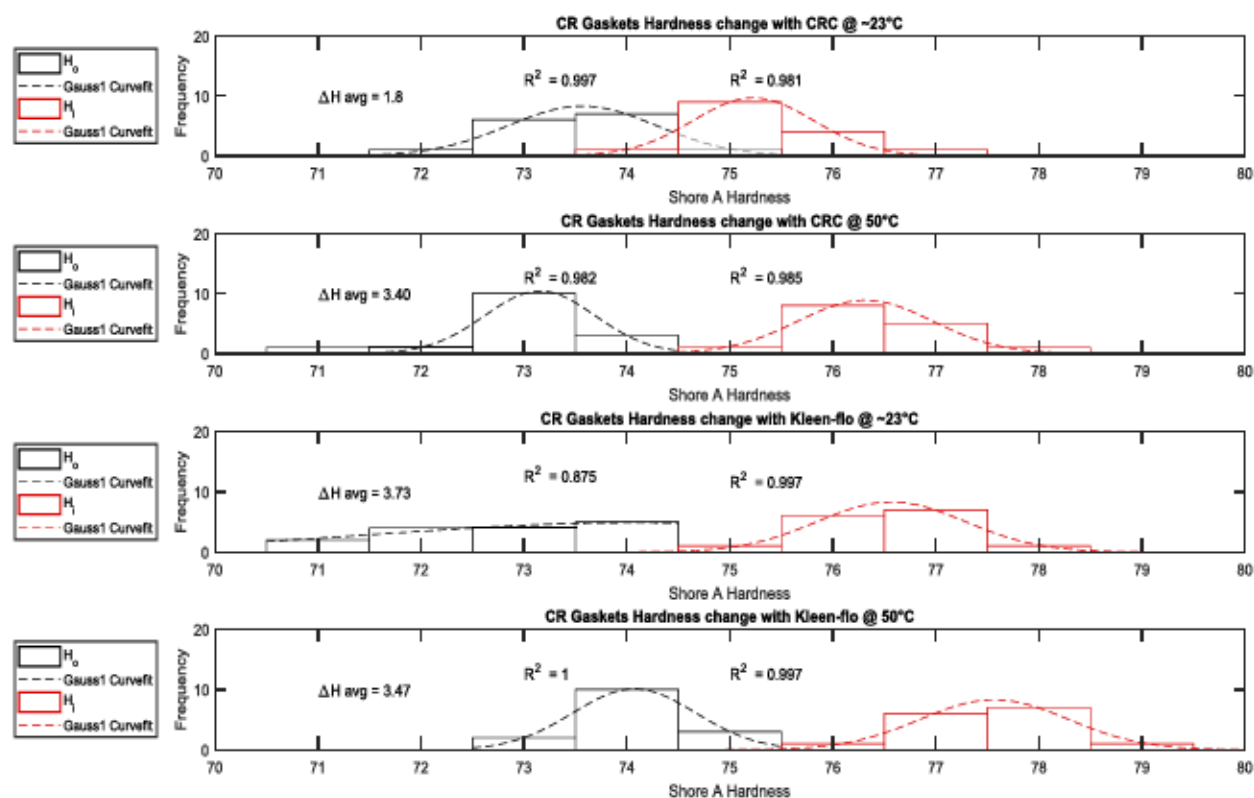 CR Gaskets Hardness change with CRC @ ~23°C
H_o
Gauss1 Curvefit
H_i
Gauss1 Curvefit
Frequency
20
10
0
ΔH avg = 1.8
R² = 0.997
R² = 0.981
70 71 72 73 74 75 76 77 78 79 80
Shore A Hardness
CR Gaskets Hardness change with CRC @ 50°C
H_o
Gauss1 Curvefit
H_i
Gauss1 Curvefit
Frequency
20
10
0
ΔH avg = 3.40
R² = 0.982
R² = 0.985
70 71 72 73 74 75 76 77 78 79 80
Shore A Hardness
CR Gaskets Hardness change with Kleen-flo @ ~23°C
H_o
Gauss1 Curvefit
H_i
Gauss1 Curvefit
Frequency
20
10
0
ΔH avg = 3.73
R² = 0.875
R² = 0.997
70 71 72 73 74 75 76 77 78 79 80
Shore A Hardness
CR Gaskets Hardness change with Kleen-flo @ 50°C
H_o
Gauss1 Curvefit
H_i
Gauss1 Curvefit
Frequency
20
10
0
ΔH avg = 3.47
R² = 1
R² = 0.997
70 71 72 73 74 75 76 77 78 79 80
Shore A Hardness